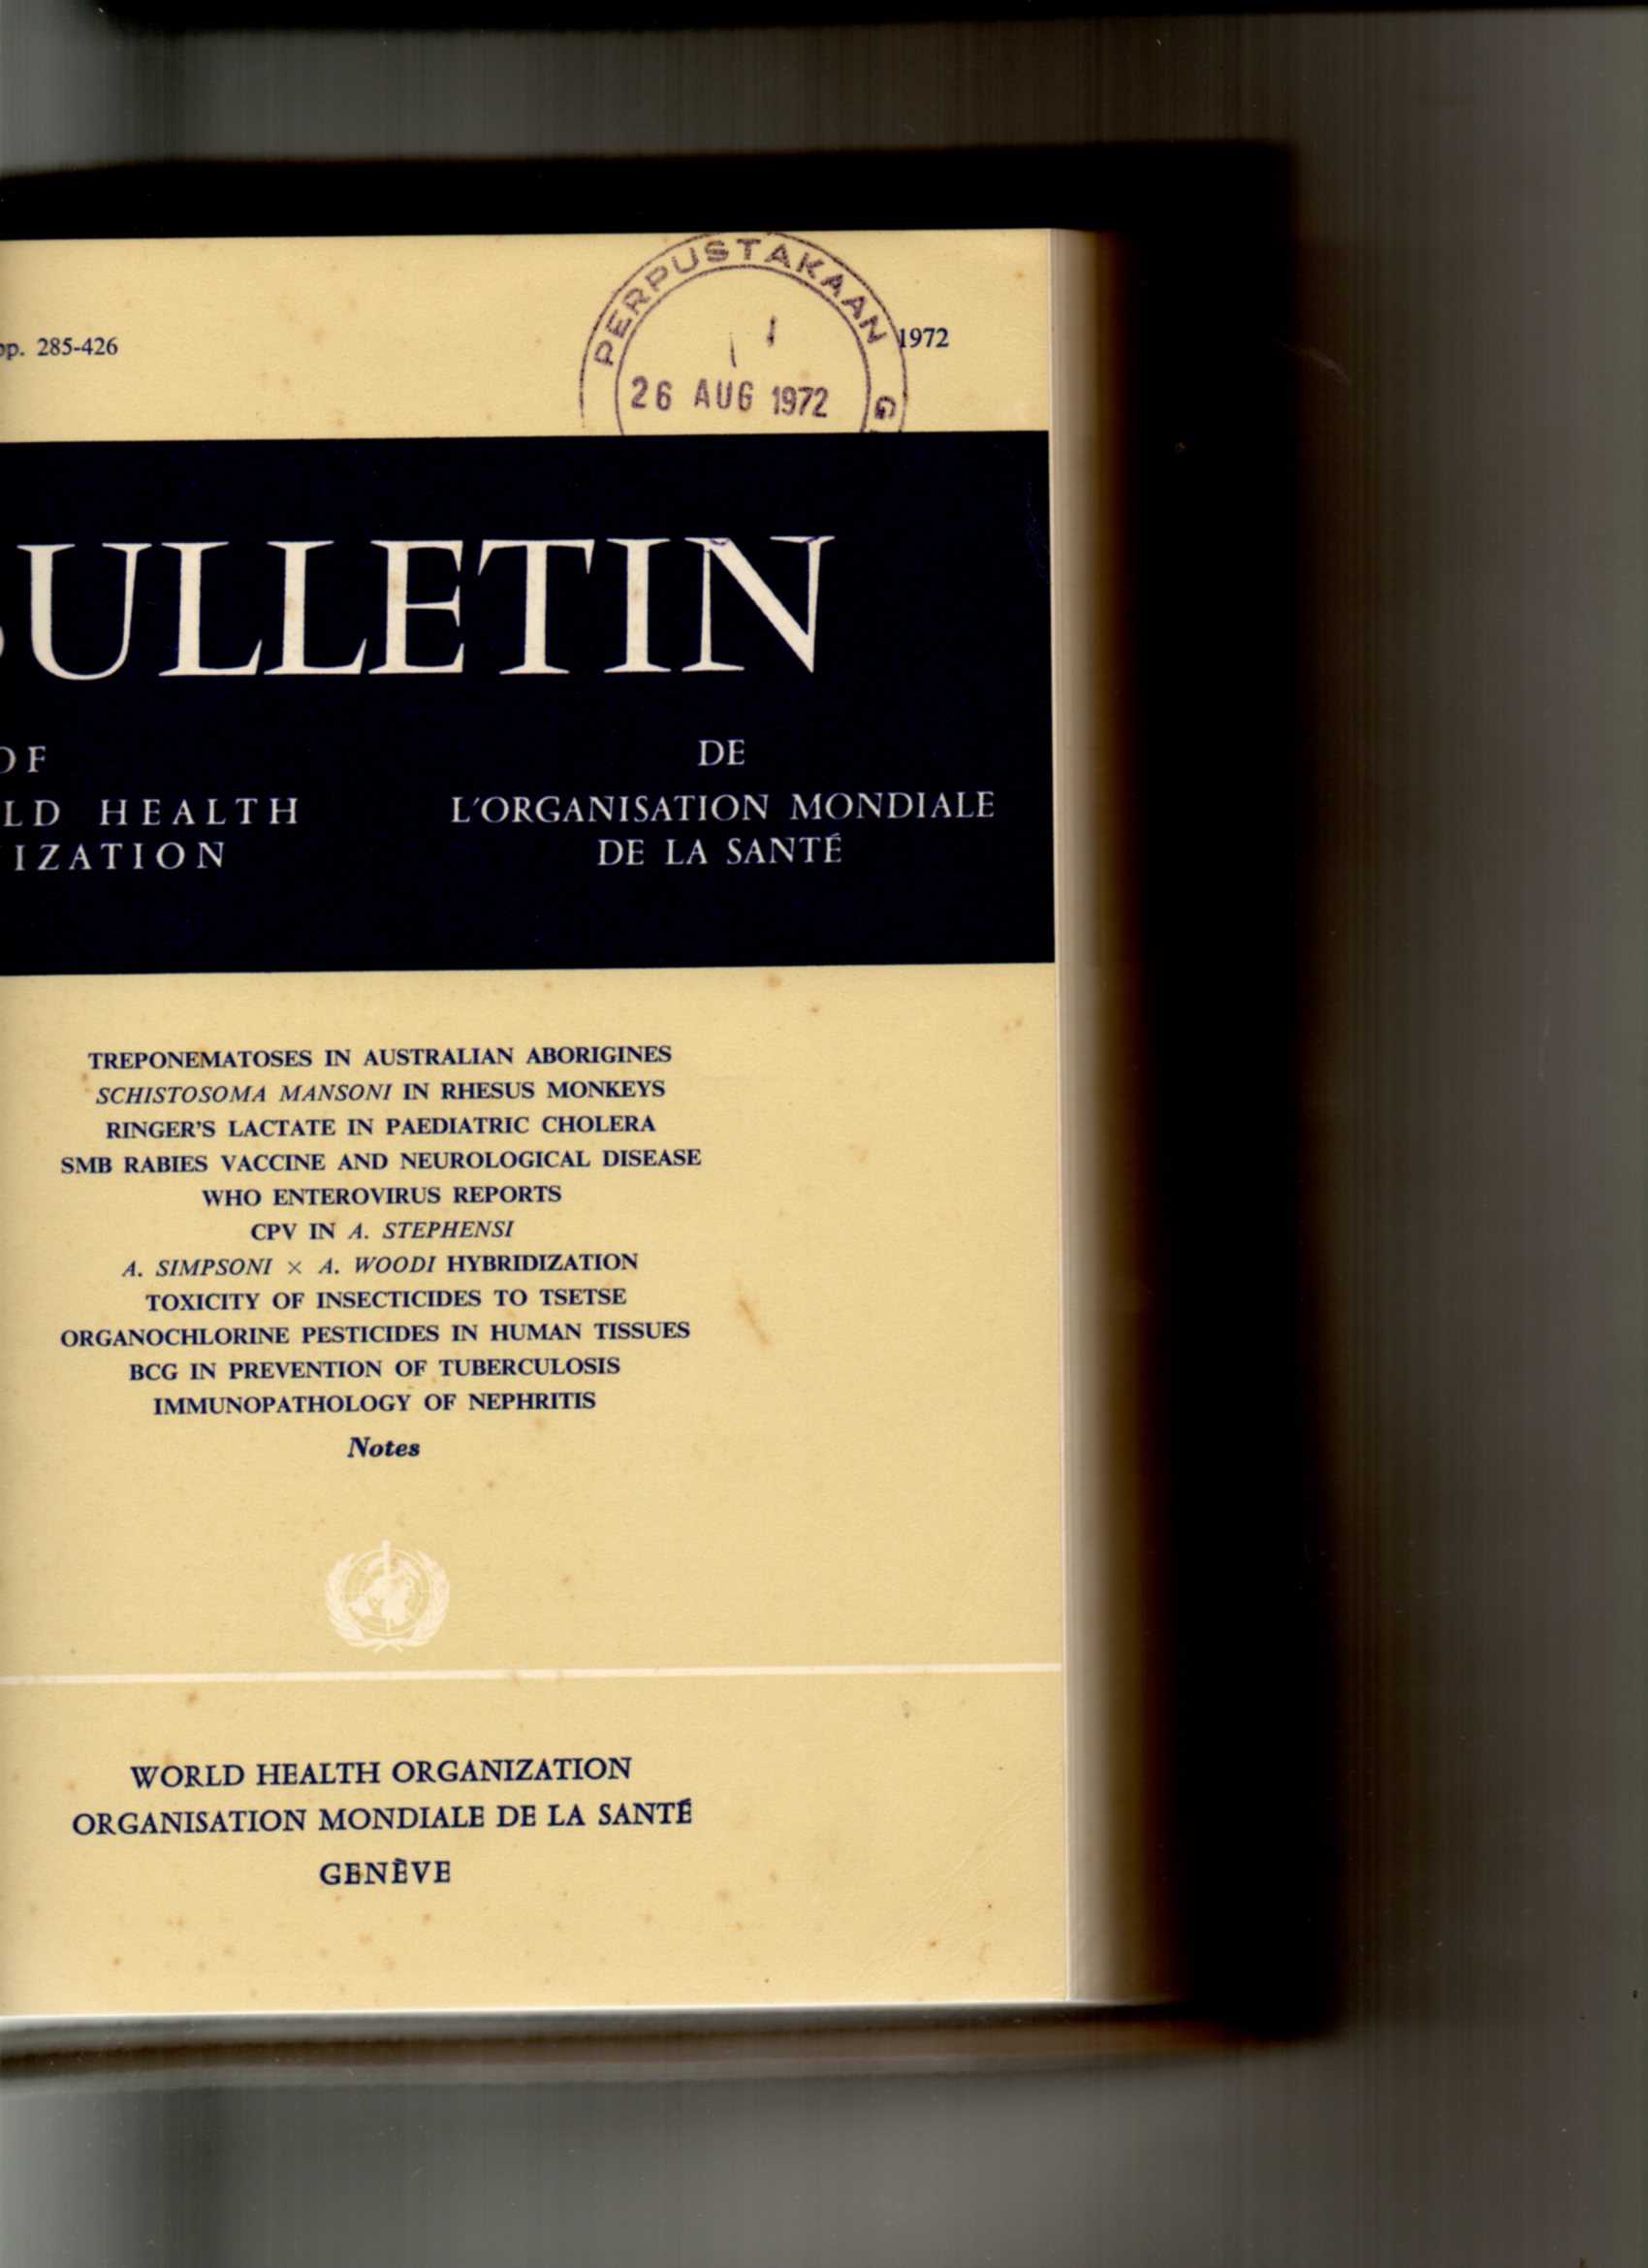 pp. 285-426
1972
PERPUSTAKAAN
26 AUG 1972
BULLETIN
OF
LD HEALTH
IZATION
DE
L'ORGANISATION MONDIALE
DE LA SANTÉ
TREPONEMATOSES IN AUSTRALIAN ABORIGINES
SCHISTOSOMA MANSONI IN RHESUS MONKEYS
RINGER'S LACTATE IN PAEDIATRIC CHOLERA
SMB RABIES VACCINE AND NEUROLOGICAL DISEASE
WHO ENTEROVIRUS REPORTS
CPV IN A. STEPHENSI
A. SIMPSONI × A. WOODI HYBRIDIZATION
TOXICITY OF INSECTICIDES TO TSETSE
ORGANOCHLORINE PESTICIDES IN HUMAN TISSUES
BCG IN PREVENTION OF TUBERCULOSIS
IMMUNOPATHOLOGY OF NEPHRITIS
Notes
WORLD HEALTH ORGANIZATION
ORGANISATION MONDIALE DE LA SANTÉ
GENÈVE